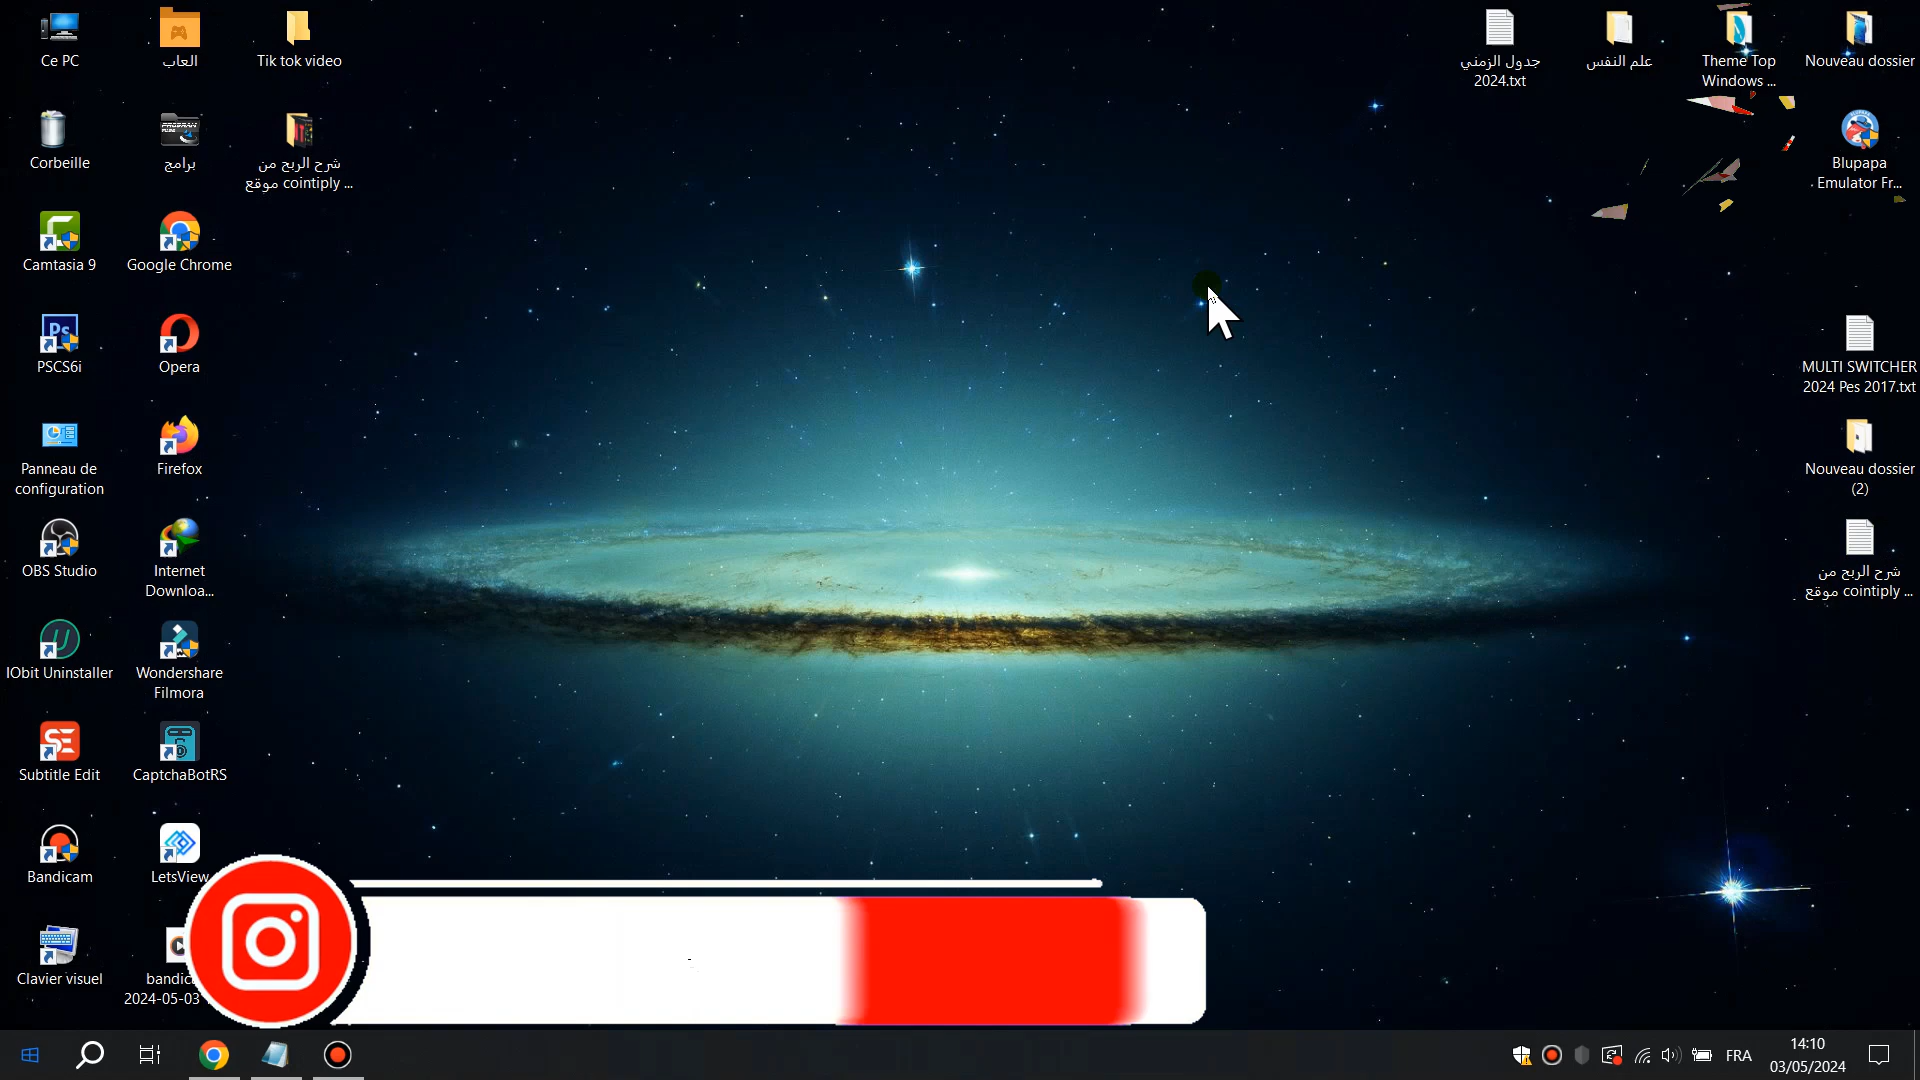 Ce PC
العاب
Tik tok video
جدول الزمني
2024.txt
علم النفس
Theme Top
Windows ...
Nouveau dossier
Corbeille
برامج
شرح الربح من
موقع cointiply ...
Blupapa
Emulator Fr...
Camtasia 9
Google Chrome
PSCS6i
Opera
MULTI SWITCHER
2024 Pes 2017.txt
Panneau de
configuration
Firefox
Nouveau dossier
(2)
OBS Studio
Internet
Downloa...
شرح الربح من
موقع cointiply ...
IObit Uninstaller
Wondershare
Filmora
Subtitle Edit
CaptchaBotRS
Bandicam
LetsView
Clavier visuel
bandic
2024-05-03
FRA
14:10
03/05/2024